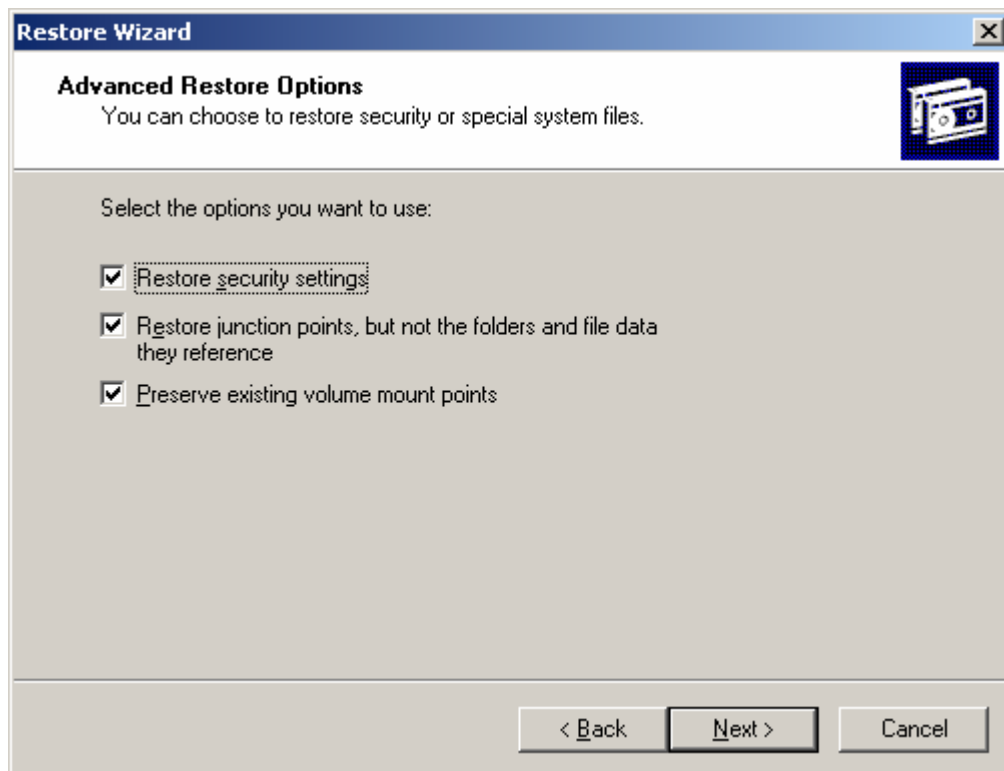 Restore Wizard
Advanced Restore Options
You can choose to restore security or special system files.
Select the options you want to use:
Restore security settings
Restore junction points, but not the folders and file data
they reference
Preserve existing volume mount points
< Back
Next >
Cancel